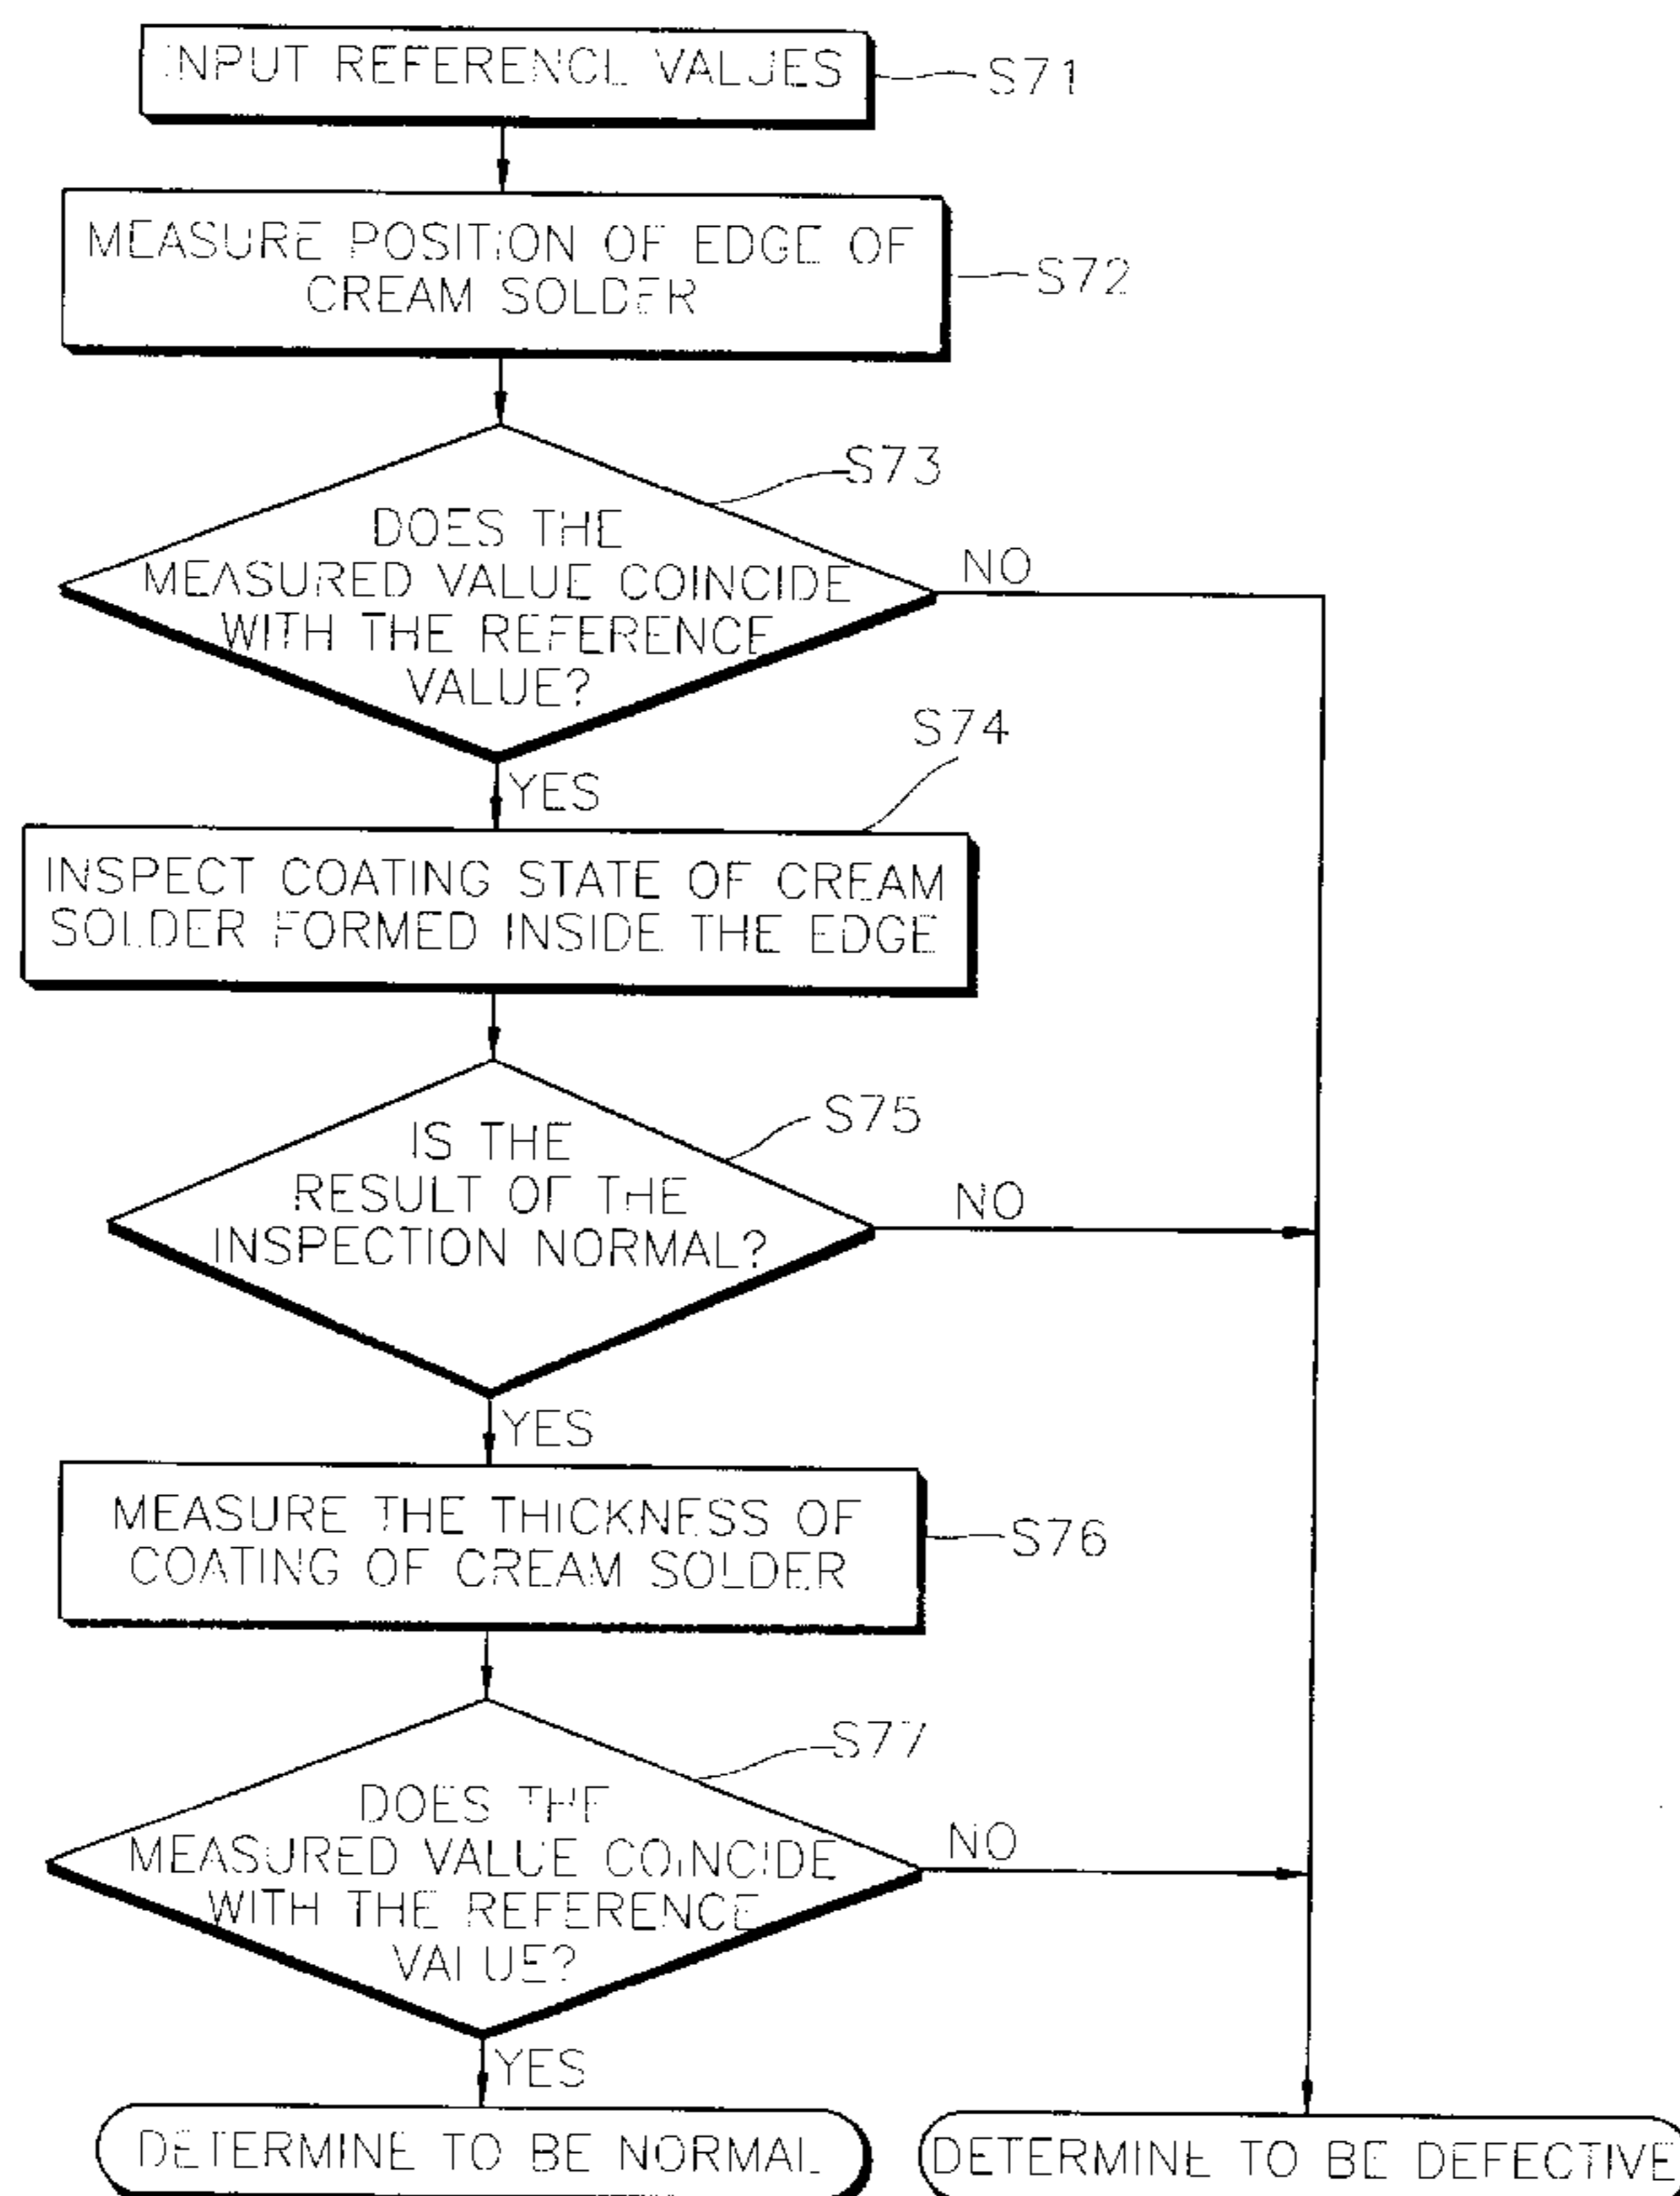 INPUT REFERENCE VALUES
S71
MEASURE POSITION OF EDGE OF
CREAM SOLDER
S72
S73
DOES THE
MEASURED VALUE COINCIDE
WITH THE REFERENCE
VALUE?
NO
YES
S74
INSPECT COATING STATE OF CREAM
SOLDER FORMED INSIDE THE EDGE
S75
IS THE
RESULT OF THE
INSPECTION NORMAL?
NO
YES
MEASURE THE THICKNESS OF
COATING OF CREAM SOLDER
S76
S77
DOES THE
MEASURED VALUE COINCIDE
WITH THE REFERENCE
VALUE?
NO
YES
DETERMINE TO BE NORMAL
DETERMINE TO BE DEFECTIVE